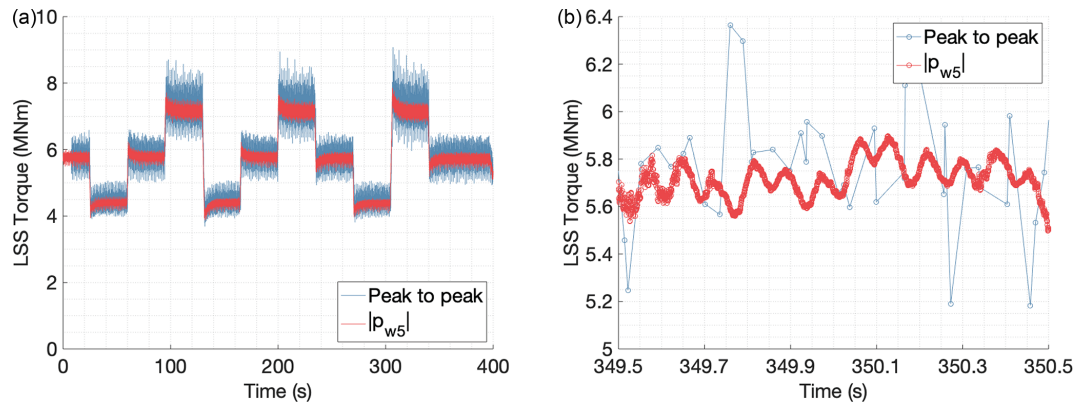 (a)
10
8
6
4
2
0
LSS Torque (MNm)
0 100 200 300 400
Time (s)
Peak to peak
|p_w5|
(b)
6.4
6.2
6
5.8
5.6
5.4
5.2
5
LSS Torque (MNm)
349.5 349.7 349.9 350.1 350.3 350.5
Time (s)
Peak to peak
|p_w5|